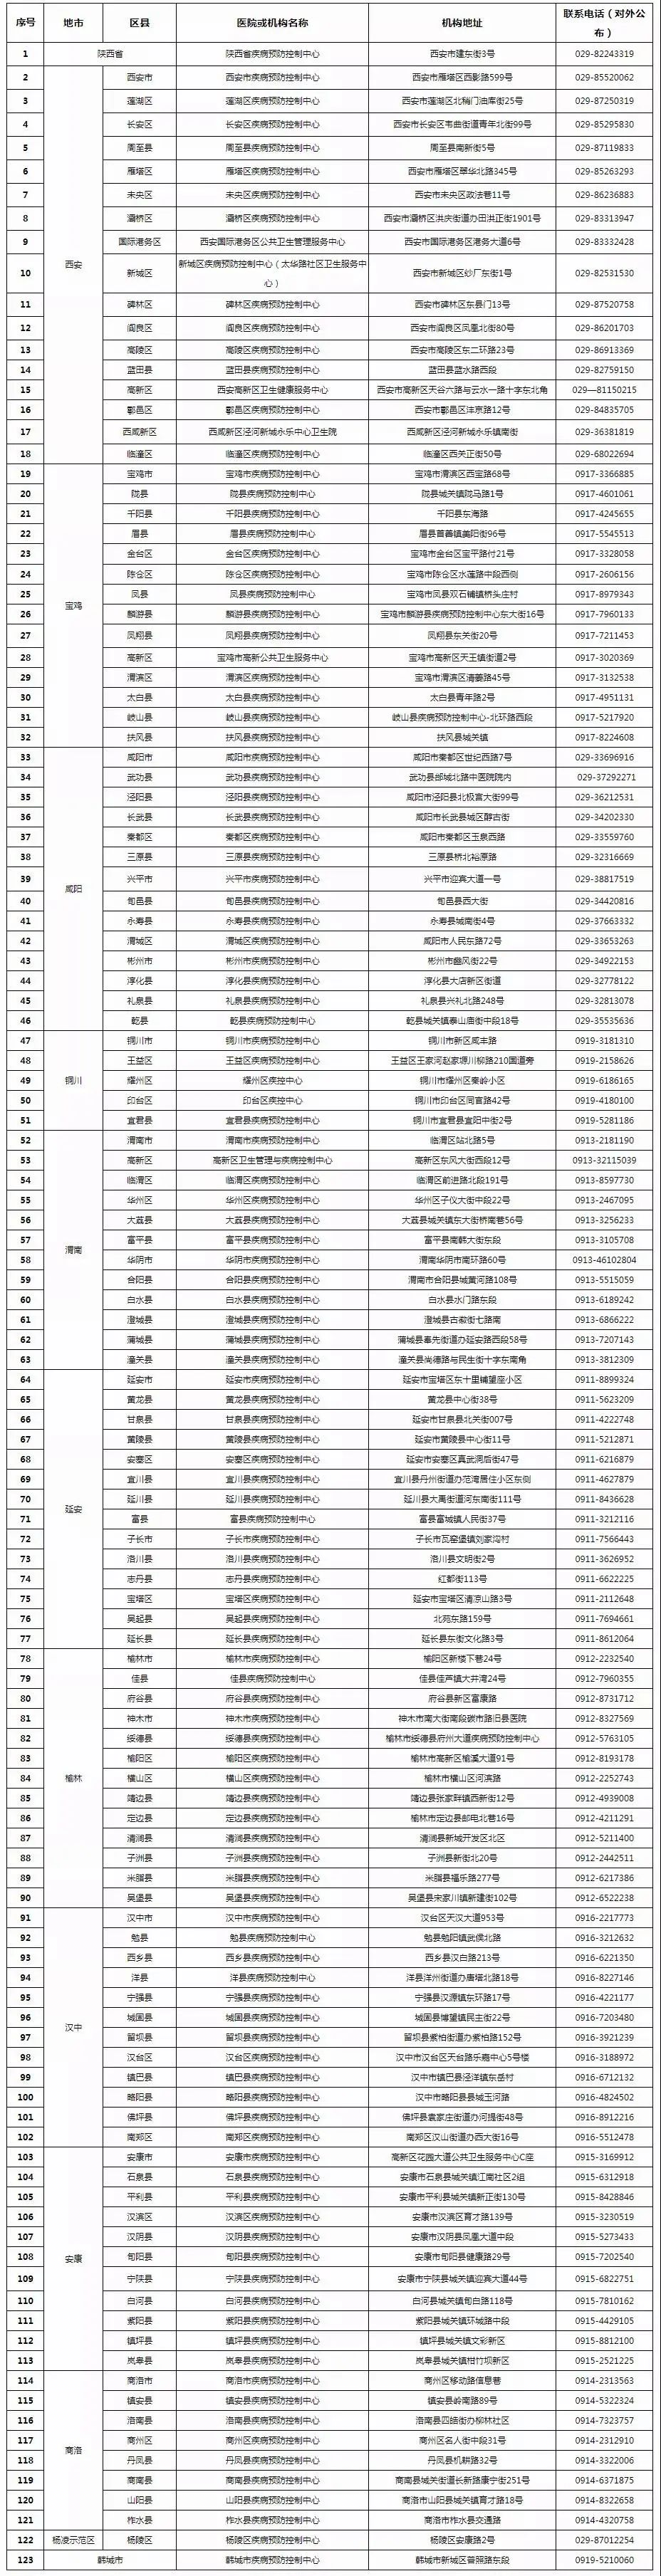 序号 地市 区县 医院或机构名称 机构地址 联系电话（对外公布）
1 陕西省 陕西省疾病预防控制中心 西安市建东街3号 029-82243319
西安
2 西安市 西安市疾病预防控制中心 西安市雁塔区西影路599号 029-85520062
3 莲湖区 莲湖区疾病预防控制中心 西安市莲湖区北稍门油库街25号 029-87250319
4 长安区 长安区疾病预防控制中心 西安市长安区韦曲街道青年北街99号 029-85295830
5 周至县 周至县疾病预防控制中心 周至县南新街5号 029-87119833
6 雁塔区 雁塔区疾病预防控制中心 西安市雁塔区翠华北路345号 029-85263293
7 未央区 未央区疾病预防控制中心 西安市未央区政法巷11号 029-86236883
8 灞桥区 灞桥区疾病预防控制中心 西安市灞桥区洪庆街道办田洪正街1901号 029-83313947
9 国际港务区 西安国际港务区公共卫生管理服务中心 西安市国际港务区港务大道6号 029-83332428
10 新城区 新城区疾病预防控制中心（太华路社区卫生服务中心） 西安市新城区纱厂东街1号 029-82531530
11 碑林区 碑林区疾病预防控制中心 西安市碑林区东县门13号 029-87520758
12 阎良区 阎良区疾病预防控制中心 西安市阎良区凤凰北街80号 029-86201703
13 高陵区 高陵区疾病预防控制中心 西安市高陵区东二环路23号 029-86913369
14 蓝田县 蓝田县疾病预防控制中心 蓝田县蓝水路西段 029-82759150
15 高新区 西安高新区卫生健康服务中心 西安市高新区天谷六路与云水一路十字东北角 029—81150215
16 鄠邑区 鄠邑区疾病预防控制中心 西安市鄠邑区沣京路12号 029-84835705
17 西咸新区 西咸新区泾河新城永乐中心卫生院 西咸新区泾河新城永乐镇南街 029-36381819
18 临潼区 临潼区疾病预防控制中心 临潼区西关正街50号 029-68022694
宝鸡
19 宝鸡市 宝鸡市疾病预防控制中心 宝鸡市渭滨区西宝路68号 0917-3366885
20 陇县 陇县疾病预防控制中心 陇县城关镇陇马路1号 0917-4601061
21 千阳县 千阳县疾病预防控制中心 千阳县东海路 0917-4245655
22 眉县 眉县疾病预防控制中心 眉县首善镇美阳街96号 0917-5545513
23 金台区 金台区疾病预防控制中心 宝鸡市金台区宝平路付21号 0917-3328058
24 陈仓区 陈仓区疾病预防控制中心 宝鸡市陈仓区水莲路中段西侧 0917-2606156
25 凤县 凤县疾病预防控制中心 宝鸡市凤县双石铺镇桥头庄村 0917-8979343
26 麟游县 麟游县疾病预防控制中心 宝鸡市麟游县疾病预防控制中心东大街16号 0917-7960133
27 凤翔县 凤翔县疾病预防控制中心 凤翔县东关街20号 0917-7211453
28 高新区 宝鸡市高新公共卫生服务中心 宝鸡市高新区天王镇街道2号 0917-3020369
29 渭滨区 渭滨区疾病预防控制中心 宝鸡市渭滨区清姜路45号 0917-3132538
30 太白县 太白县疾病预防控制中心 太白县青年路2号 0917-4951131
31 岐山县 岐山县疾病预防控制中心 岐山县疾病预防控制中心-北环路西段 0917-5217920
32 扶风县 扶风县疾病预防控制中心 扶风县城关镇 0917-8224608
咸阳
33 咸阳市 咸阳市疾病预防控制中心 咸阳市秦都区世纪西路7号 029-33696916
34 武功县 武功县疾病预防控制中心 武功县邰城北路中医院院内 029-37292271
35 泾阳县 泾阳县疾病预防控制中心 咸阳市泾阳县北极宫大街99号 029-36212531
36 长武县 长武县疾病预防控制中心 咸阳市长武县城区酵古街 029-34202330
37 秦都区 秦都区疾病预防控制中心 咸阳市秦都区玉泉西路 029-33559760
38 三原县 三原县疾病预防控制中心 三原县桥北裕原路 029-32316669
39 兴平市 兴平市疾病预防控制中心 兴平市迎宾大道一号 029-38817519
40 旬邑县 旬邑县疾病预防控制中心 旬邑县西大街 029-34420816
41 永寿县 永寿县疾病预防控制中心 永寿县城南街4号 029-37663332
42 渭城区 渭城区疾病预防控制中心 咸阳市人民东路72号 029-33653263
43 彬州市 彬州市疾病预防控制中心 彬州市豳风街22号 029-34922153
44 淳化县 淳化县疾病预防控制中心 淳化县大店新区街道 029-32778122
45 礼泉县 礼泉县疾病预防控制中心 礼泉县兴礼北路248号 029-32813078
46 乾县 乾县疾病预防控制中心 乾县城关镇泰山庙街中段18号 029-35535636
铜川
47 铜川市 铜川市疾病预防控制中心 铜川市新区咸丰路 0919-3181310
48 王益区 王益区疾病预防控制中心 王益区王家河赵家塬川柳路210国道旁 0919-2158626
49 耀州区 耀州区疾控中心 铜川市耀州区秦岭小区 0919-6186165
50 印台区 印台区疾控中心 铜川市印台区同官路42号 0919-4180100
51 宜君县 宜君县疾病预防控制中心 铜川市宜君县宜阳中街2号 0919-5281186
渭南
52 渭南市 渭南市疾病预防控制中心 临渭区站北路5号 0913-2181190
53 高新区 高新区卫生管理与疾病控制中心 高新区东风大街西段12号 0913-32115039
54 临渭区 临渭区疾病预防控制中心 临渭区前进路北段191号 0913-8597730
55 华州区 华州区疾病预防控制中心 华州区子仪大街中段22号 0913-2467095
56 大荔县 大荔县疾病预防控制中心 大荔县城关镇东大街桥南巷56号 0913-3256233
57 富平县 富平县疾病预防控制中心 富平县南韩大街东段 0913-3105708
58 华阴市 华阴市疾病预防控制中心 渭南华阴市南环路60号 0913-46102804
59 合阳县 合阳县疾病预防控制中心 渭南市合阳县城黄河路108号 0913-5515059
60 白水县 白水县疾病预防控制中心 白水县水门路东段 0913-6189242
61 澄城县 澄城县疾病预防控制中心 澄城县古徵街七路南 0913-6866222
62 蒲城县 蒲城县疾病预防控制中心 蒲城县奉先街道办延安路西段58号 0913-7207143
63 潼关县 潼关县疾病预防控制中心 潼关县尚德路与民生街十字东南角 0913-3812309
延安
64 延安市 延安市疾病预防控制中心 延安市宝塔区东十里铺望座小区 0911-8899324
65 黄龙县 黄龙县疾病预防控制中心 黄龙县中心街38号 0911-5623209
66 甘泉县 甘泉县疾病预防控制中心 延安市甘泉县北关街007号 0911-4222748
67 黄陵县 黄陵县疾病预防控制中心 延安市黄陵县中心街11号 0911-5212871
68 安塞区 安塞区疾病预防控制中心 延安市安塞区真武洞后街47号 0911-6216879
69 宜川县 宜川县疾病预防控制中心 宜川县丹州街道办范湾居住小区东侧 0911-4627879
70 延川县 延川县疾病预防控制中心 延川县大禹街道河东南街111号 0911-8436628
71 富县 富县疾病预防控制中心 富县富城镇人民街37号 0911-3212116
72 子长市 子长市疾病预防控制中心 子长市瓦窑堡镇刘家沟村 0911-7566443
73 洛川县 洛川县疾病预防控制中心 洛川县文明街2号 0911-3626952
74 志丹县 志丹县疾病预防控制中心 红都街113号 0911-6622225
75 宝塔区 宝塔区疾病预防控制中心 延安市宝塔区清凉山路3号 0911-2112648
76 吴起县 吴起县疾病预防控制中心 北苑东路159号 0911-7694661
77 延长县 延长县疾病预防控制中心 延长县东街文化路3号 0911-8612064
榆林
78 榆林市 榆林市疾病预防控制中心 榆阳区新楼下巷24号 0912-2232540
79 佳县 佳县疾病预防控制中心 佳县佳芦镇大井湾24号 0912-7960355
80 府谷县 府谷县疾病预防控制中心 府谷县新区富康路 0912-8731712
81 神木市 神木市疾病预防控制中心 神木市南大街南段碳市路旧县医院 0912-8327569
82 绥德县 绥德县疾病预防控制中心 榆林市绥德县府州大道疾病预防控制中心 0912-5763105
83 榆阳区 榆阳区疾病预防控制中心 榆林市高新区榆溪大道91号 0912-8193178
84 横山区 横山区疾病预防控制中心 榆林市横山区河滨路 0912-2252743
85 靖边县 靖边县疾病预防控制中心 靖边县张家畔镇西新街12号 0912-4939008
86 定边县 定边县疾病预防控制中心 榆林市定边县邮电北巷16号 0912-4211291
87 清涧县 清涧县疾病预防控制中心 清涧县新城开发区北区 0912-5211400
88 子洲县 子洲县疾病预防控制中心 子洲县新街北20号 0912-2442511
89 米脂县 米脂县疾病预防控制中心 米脂县福乐路277号 0912-6217386
90 吴堡县 吴堡县疾病预防控制中心 吴堡县宋家川镇新建街102号 0912-6522238
汉中
91 汉中市 汉中市疾病预防控制中心 汉台区天汉大道953号 0916-2217773
92 勉县 勉县疾病预防控制中心 勉县勉阳镇武侯北路 0916-3212632
93 西乡县 西乡县疾病预防控制中心 西乡县汉白路213号 0916-6221350
94 洋县 洋县疾病预防控制中心 洋县洋州街道办唐塔北路18号 0916-8227146
95 宁强县 宁强县疾病预防控制中心 宁强县汉源镇东环路17号 0916-4221177
96 城固县 城固县疾病预防控制中心 城固县博望镇民主街22号 0916-7203480
97 留坝县 留坝县疾病预防控制中心 留坝县紫柏街道办紫柏路152号 0916-3921239
98 汉台区 汉台区疾病预防控制中心 汉中市汉台区天台路乐嘉中心5号楼 0916-3188972
99 镇巴县 镇巴县疾病预防控制中心 汉中市镇巴县泾洋镇东岳村 0916-6712132
100 略阳县 略阳县疾病预防控制中心 汉中市略阳县县城玉河路 0916-4824502
101 佛坪县 佛坪县疾病预防控制中心 佛坪县袁家庄街道办河堤街48号 0916-8912216
102 南郑区 南郑区疾病预防控制中心 南郑区汉山街道办西大街16号 0916-5512478
安康
103 安康市 安康市疾病预防控制中心 高新区花园大道公共卫生服务中心C座 0915-3169912
104 石泉县 石泉县疾病预防控制中心 安康市石泉县城关镇江南社区2组 0915-6312918
105 平利县 平利县疾病预防控制中心 安康市平利县城关镇新正街130号 0915-8428846
106 汉滨区 汉滨区疾病预防控制中心 安康市汉滨区育才路139号 0915-3230519
107 汉阴县 汉阴县疾病预防控制中心 安康市汉阴县凤凰大道中段 0915-5273433
108 旬阳县 旬阳县疾病预防控制中心 安康市旬阳县健康路29号 0915-7202540
109 宁陕县 宁陕县疾病预防控制中心 安康市宁陕县城关镇迎宾大道44号 0915-6822751
110 白河县 白河县疾病预防控制中心 白河县城关镇旬白路118号 0915-7810162
111 紫阳县 紫阳县疾病预防控制中心 紫阳县城关镇环城路中段 0915-4429105
112 镇坪县 镇坪县疾病预防控制中心 镇坪县城关镇文彩新区 0915-8812100
113 岚皋县 岚皋县疾病预防控制中心 岚皋县城关镇柑竹坝新区 0915-2521225
商洛
114 商洛市 商洛市疾病预防控制中心 商州区移动路信息巷 0914-2313563
115 镇安县 镇安县疾病预防控制中心 镇安县岭南路89号 0914-5322324
116 洛南县 洛南县疾病预防控制中心 洛南县四皓街办柳林社区 0914-7323757
117 商州区 商州区疾病预防控制中心 商州区名人街中段31号 0914-2312910
118 丹凤县 丹凤县疾病预防控制中心 丹凤县机耕路32号 0914-3322006
119 商南县 商南县疾病预防控制中心 商南县城关街道长新路康宁街251号 0914-6371875
120 山阳县 山阳县疾病预防控制中心 商洛市山阳县城关镇育才路18号 0914-8322658
121 柞水县 柞水县疾病预防控制中心 商洛市柞水县交通路 0914-4320758
122 杨凌示范区 杨陵区 杨陵区疾病预防控制中心 杨陵区安康路2号 029-87012254
123 韩城市 韩城市疾病预防控制中心 韩城市新城区普照路东段 0919-5210060